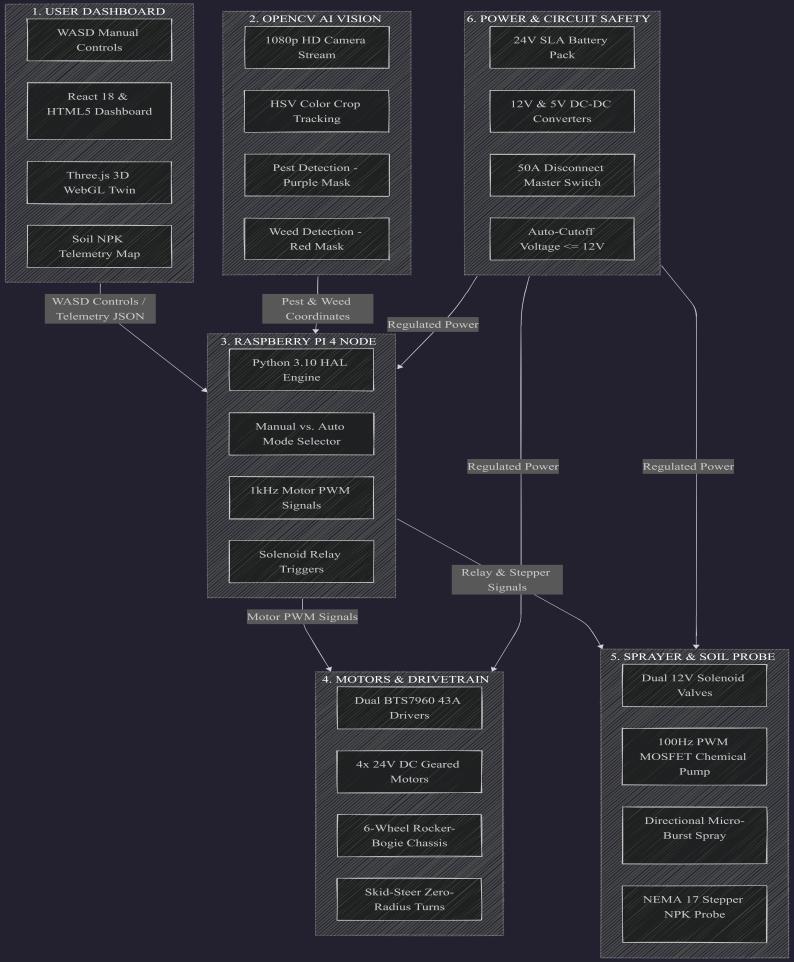 1. USER DASHBOARD
WASD Manual
Controls
React 18 &
HTML5 Dashboard
Three.js 3D
WebGL Twin
Soil NPK
Telemetry Map
2. OPENCV AI VISION
1080p HD Camera
Stream
HSV Color Crop
Tracking
Pest Detection -
Purple Mask
Weed Detection -
Red Mask
6. POWER & CIRCUIT SAFETY
24V SLA Battery
Pack
12V & 5V DC-DC
Converters
50A Disconnect
Master Switch
Auto-Cutoff
Voltage <= 12V
WASD Controls /
Telemetry JSON
Pest & Weed
Coordinates
Regulated Power
3. RASPBERRY PI 4 NODE
Python 3.10 HAL
Engine
Manual vs. Auto
Mode Selector
1kHz Motor PWM
Signals
Solenoid Relay
Triggers
Regulated Power
Regulated Power
Relay & Stepper
Signals
Motor PWM Signals
4. MOTORS & DRIVETRAIN
Dual BTS7960 43A
Drivers
4x 24V DC Geared
Motors
6-Wheel Rocker-
Bogie Chassis
Skid-Steer Zero-
Radius Turns
5. SPRAYER & SOIL PROBE
Dual 12V Solenoid
Valves
100Hz PWM
MOSFET Chemical
Pump
Directional Micro-
Burst Spray
NEMA 17 Stepper
NPK Probe